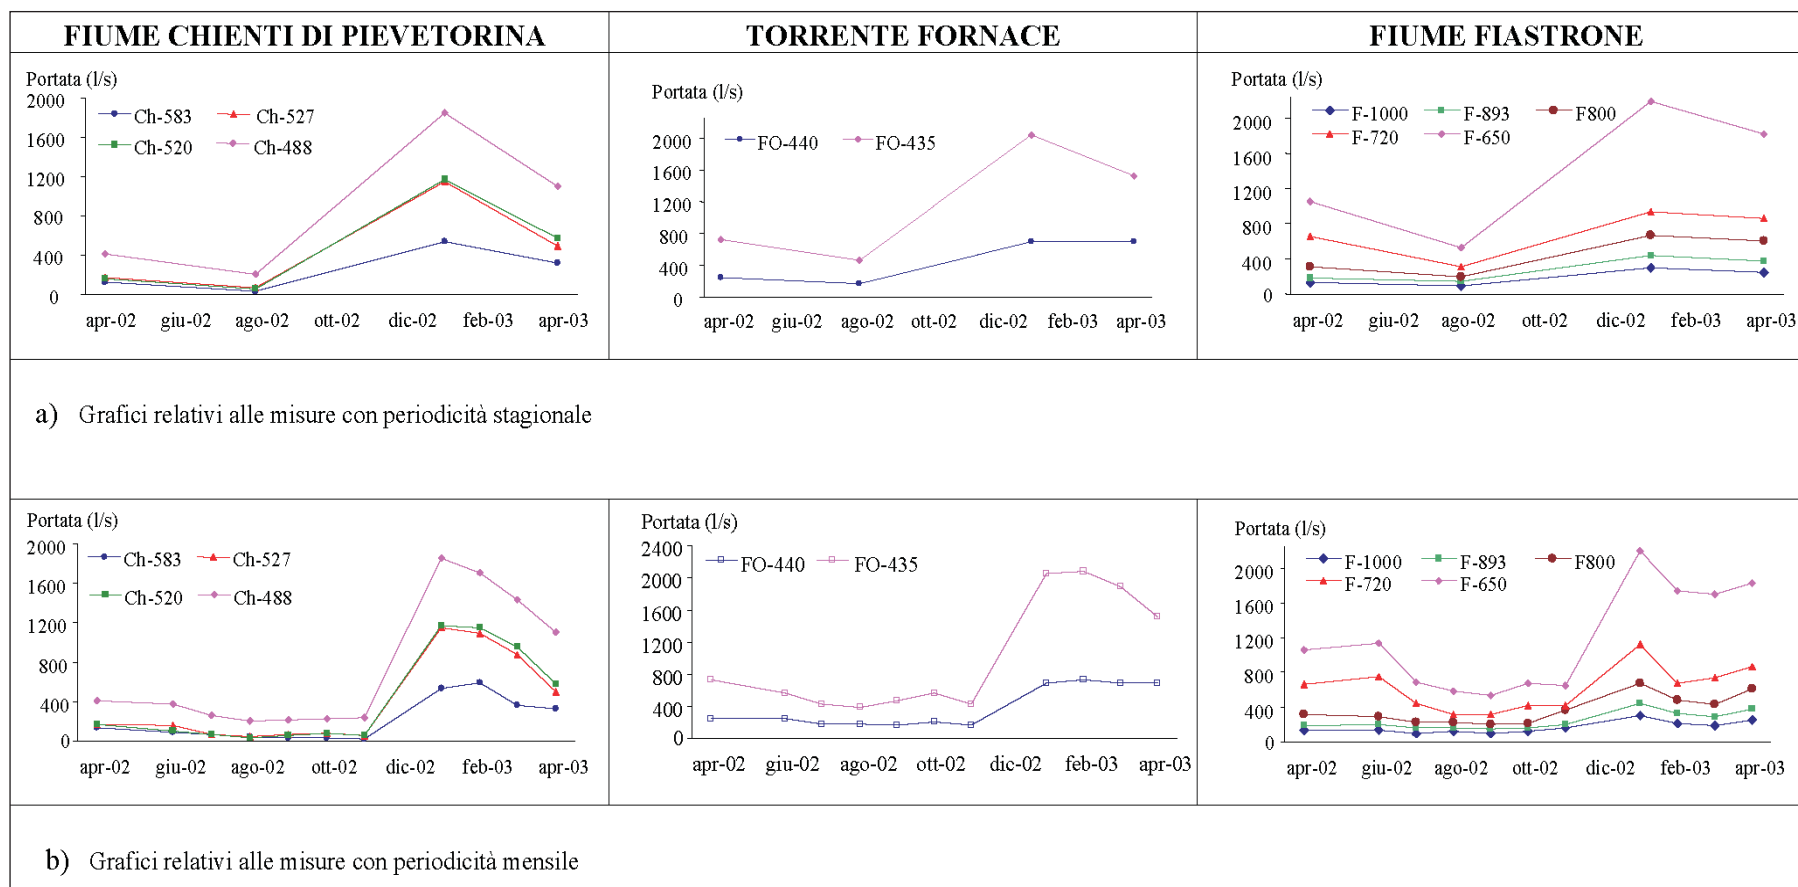 FIUME CHIENTI DI PIEVETORINA
TORRENTE FORNACE
FIUME FIASTRONE
Portata (l/s)
2000
1600
1200
800
400
0
Ch-583
Ch-527
Ch-520
Ch-488
apr-02 giu-02 ago-02 ott-02 dic-02 feb-03 apr-03
Portata (l/s)
2000
1600
1200
800
400
0
FO-440
FO-435
apr-02 giu-02 ago-02 ott-02 dic-02 feb-03 apr-03
Portata (l/s)
2000
1600
1200
800
400
0
F-1000
F-893
F800
F-720
F-650
apr-02 giu-02 ago-02 ott-02 dic-02 feb-03 apr-03
a) Grafici relativi alle misure con periodicità stagionale
Portata (l/s)
2000
1600
1200
800
400
0
Ch-583
Ch-527
Ch-520
Ch-488
apr-02 giu-02 ago-02 ott-02 dic-02 feb-03 apr-03
Portata (l/s)
2400
2000
1600
1200
800
400
0
FO-440
FO-435
apr-02 giu-02 ago-02 ott-02 dic-02 feb-03 apr-03
Portata (l/s)
2000
1600
1200
800
400
0
F-1000
F-893
F800
F-720
F-650
apr-02 giu-02 ago-02 ott-02 dic-02 feb-03 apr-03
b) Grafici relativi alle misure con periodicità mensile